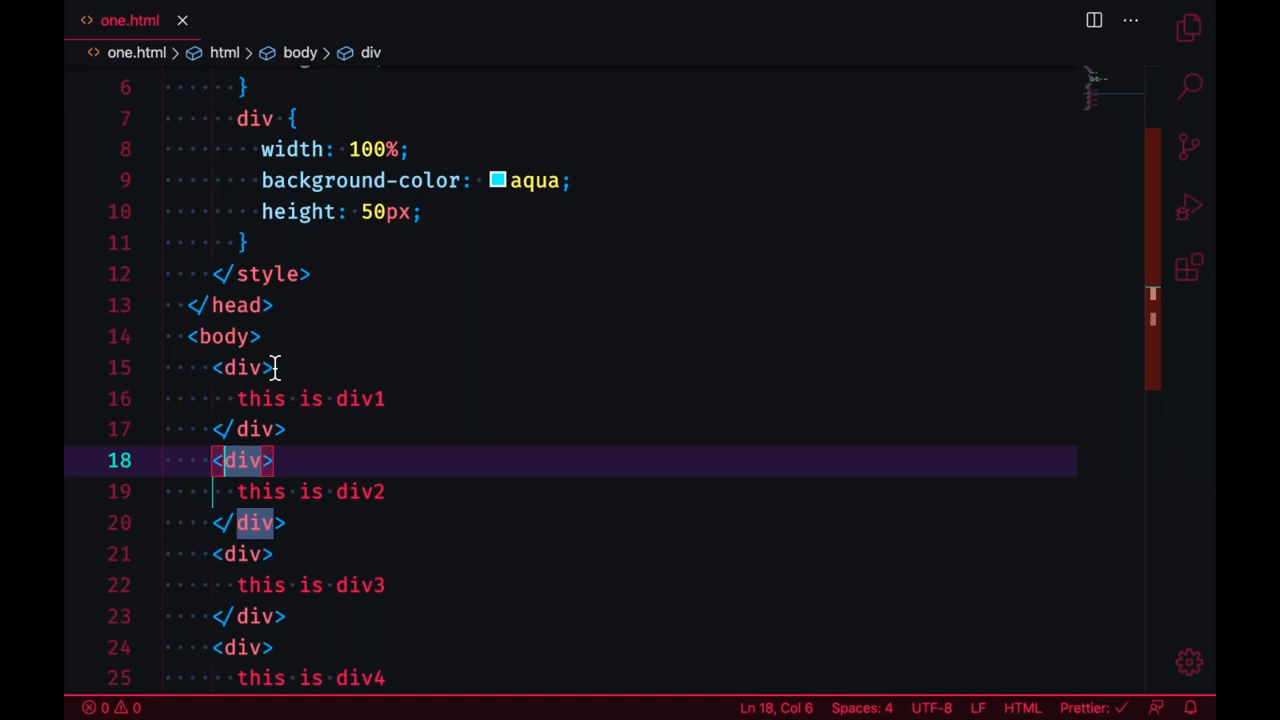 one.html
one.html > html > body > div
6 }
7 div {
8 width: 100%;
9 background-color: aqua;
10 height: 50px;
11 }
12 </style>
13 </head>
14 <body>
15 <div>
16 this is div1
17 </div>
18 <div>
19 this is div2
20 </div>
21 <div>
22 this is div3
23 </div>
24 <div>
25 this is div4
0 0 Ln 18, Col 6 Spaces: 4 UTF-8 LF HTML Prettier: ✓